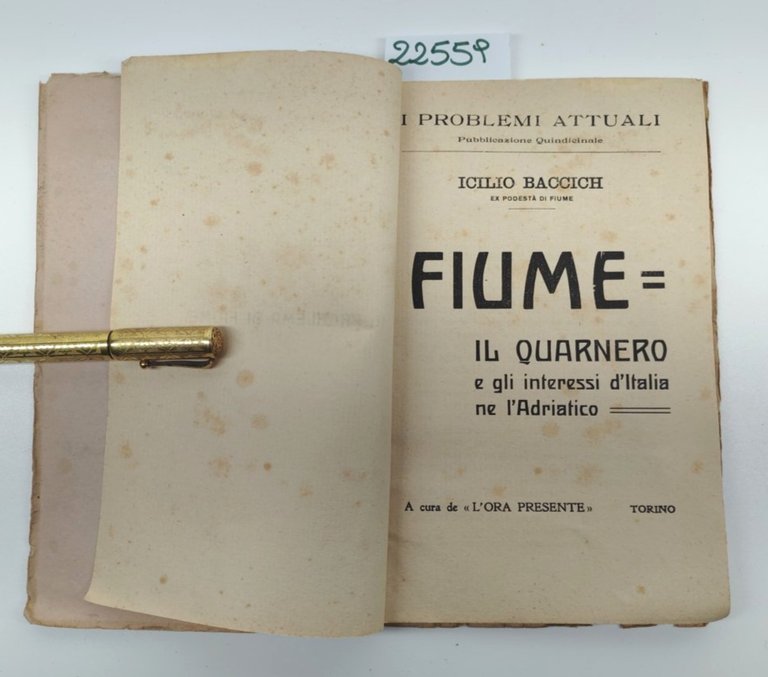 22559
I PROBLEMI ATTUALI
Pubblicazione Quindicinale
ICILIO BACCICH
EX PODESTÀ DI FIUME
FIUME =
IL QUARNERO
e gli interessi d'Italia
ne l'Adriatico
A cura de « L'ORA PRESENTE » TORINO